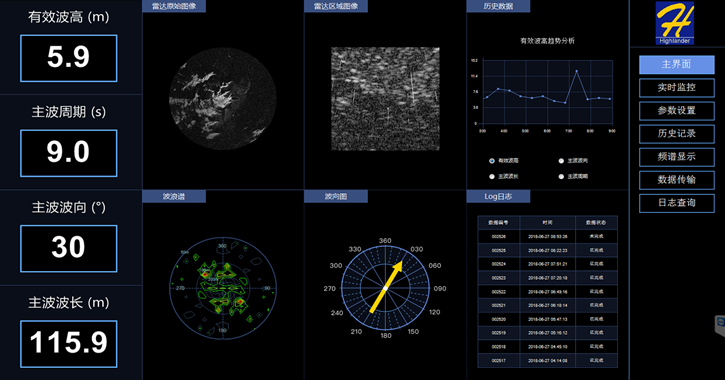 有效波高 (m)
5.9
主波周期 (s)
9.0
主波波向 (°)
30
主波波长 (m)
115.9
雷达原始图像
雷达区域图像
历史数据
有效波高趋势分析
15.2
11.4
7.6
3.8
0
3:00
4:00
5:00
6:00
7:00
8:00
9:00
有效波高
主波波向
主波波长
主波周期
波浪谱
360
90
180
270
波向图
360
030
060
090
120
150
180
210
240
270
300
330
Log日志
数据编号 时间 数据状态
002526 2018-06-27 08:53:26 未完成
002525 2018-06-27 08:22:23 已完成
002524 2018-06-27 07:51:21 已完成
002523 2018-06-27 07:20:18 已完成
002522 2018-06-27 06:49:16 已完成
002521 2018-06-27 06:18:14 已完成
002520 2018-06-27 05:47:13 已完成
002519 2018-06-27 05:16:12 已完成
002518 2018-06-27 04:45:10 已完成
002517 2018-06-27 04:14:08 已完成
Highlander
主界面
实时监控
参数设置
历史记录
频谱显示
数据传输
日志查询